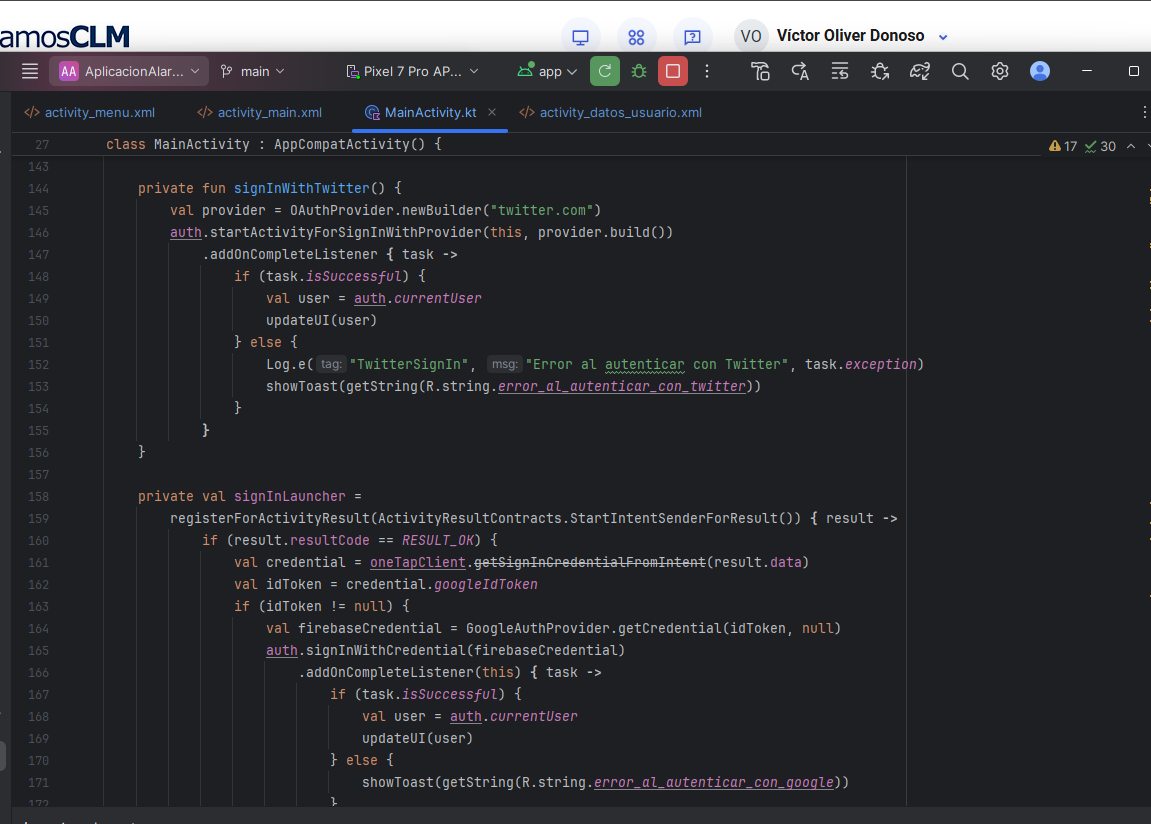 amosCLM
VO Víctor Oliver Donoso
AA AplicacionAlar... main Pixel 7 Pro AP... app
activity_menu.xml activity_main.xml MainActivity.kt activity_datos_usuario.xml
27 class MainActivity : AppCompatActivity() { 17 30
143
144 private fun signInWithTwitter() {
145 val provider = OAuthProvider.newBuilder("twitter.com")
146 auth.startActivityForSignInWithProvider(this, provider.build())
147 .addOnCompleteListener { task ->
148 if (task.isSuccessful) {
149 val user = auth.currentUser
150 updateUI(user)
151 } else {
152 Log.e( tag: "TwitterSignIn", msg: "Error al autenticar con Twitter", task.exception)
153 showToast(getString(R.string.error_al_autenticar_con_twitter))
154 }
155 }
156 }
157
158 private val signInLauncher =
159 registerForActivityResult(ActivityResultContracts.StartIntentSenderForResult()) { result ->
160 if (result.resultCode == RESULT_OK) {
161 val credential = oneTapClient.getSignInCredentialFromIntent(result.data)
162 val idToken = credential.googleIdToken
163 if (idToken != null) {
164 val firebaseCredential = GoogleAuthProvider.getCredential(idToken, null)
165 auth.signInWithCredential(firebaseCredential)
166 .addOnCompleteListener(this) { task ->
167 if (task.isSuccessful) {
168 val user = auth.currentUser
169 updateUI(user)
170 } else {
171 showToast(getString(R.string.error_al_autenticar_con_google))
172 }